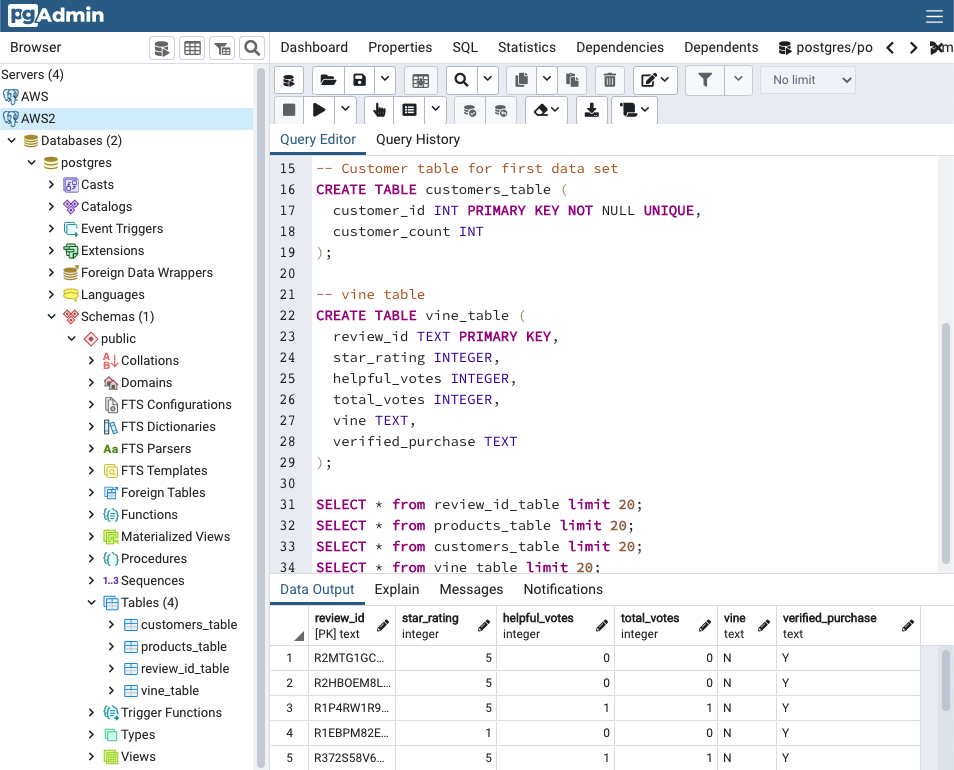 pgAdmin
Browser
Dashboard Properties SQL Statistics Dependencies Dependents postgres/po
Servers (4)
AWS
AWS2
Databases (2)
postgres
Casts
Catalogs
Event Triggers
Extensions
Foreign Data Wrappers
Languages
Schemas (1)
public
Collations
Domains
FTS Configurations
FTS Dictionaries
Aa FTS Parsers
FTS Templates
Foreign Tables
Functions
Materialized Views
Procedures
1..3 Sequences
Tables (4)
customers_table
products_table
review_id_table
vine_table
Trigger Functions
Types
Views
No limit
Query Editor Query History
15 -- Customer table for first data set
16 CREATE TABLE customers_table (
17 customer_id INT PRIMARY KEY NOT NULL UNIQUE,
18 customer_count INT
19 );
20
21 -- vine table
22 CREATE TABLE vine_table (
23 review_id TEXT PRIMARY KEY,
24 star_rating INTEGER,
25 helpful_votes INTEGER,
26 total_votes INTEGER,
27 vine TEXT,
28 verified_purchase TEXT
29 );
30
31 SELECT * from review_id_table limit 20;
32 SELECT * from products_table limit 20;
33 SELECT * from customers_table limit 20;
34 SELECT * from vine_table limit 20;
Data Output Explain Messages Notifications
review_id star_rating helpful_votes total_votes vine verified_purchase
[PK] text integer integer integer text text
1 R2MTG1GC... 5 0 0 N Y
2 R2HBOEM8L... 5 0 0 N Y
3 R1P4RW1R9... 5 1 1 N Y
4 R1EBPM82E... 1 0 0 N Y
5 R372S58V6... 5 1 1 N Y